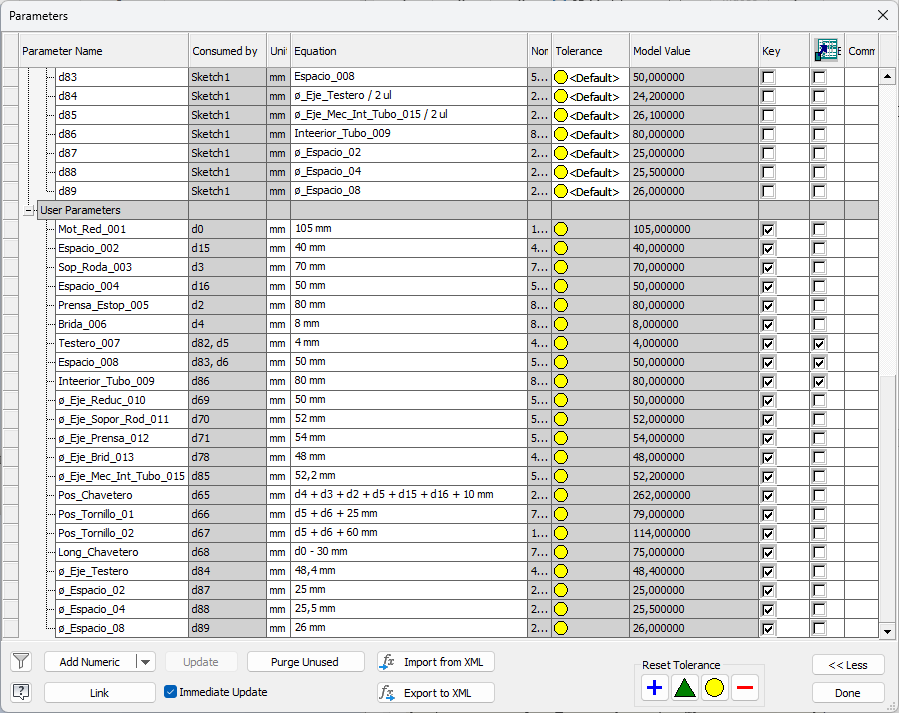 Parameters
Parameter Name Consumed by Unit Equation Nor Tolerance Model Value Key E Comm
d83 Sketch1 mm Espacio_008 5... <Default> 50,000000
d84 Sketch1 mm ø_Eje_Testero / 2 ul 2... <Default> 24,200000
d85 Sketch1 mm ø_Eje_Mec_Int_Tubo_015 / 2 ul 2... <Default> 26,100000
d86 Sketch1 mm Inteerior_Tubo_009 8... <Default> 80,000000
d87 Sketch1 mm ø_Espacio_02 2... <Default> 25,000000
d88 Sketch1 mm ø_Espacio_04 2... <Default> 25,500000
d89 Sketch1 mm ø_Espacio_08 2... <Default> 26,000000
User Parameters
Mot_Red_001 d0 mm 105 mm 1... 105,000000
Espacio_002 d15 mm 40 mm 4... 40,000000
Sop_Roda_003 d3 mm 70 mm 7... 70,000000
Espacio_004 d16 mm 50 mm 5... 50,000000
Prensa_Estop_005 d2 mm 80 mm 8... 80,000000
Brida_006 d4 mm 8 mm 8... 8,000000
Testero_007 d82, d5 mm 4 mm 4... 4,000000
Espacio_008 d83, d6 mm 50 mm 5... 50,000000
Inteerior_Tubo_009 d86 mm 80 mm 8... 80,000000
ø_Eje_Reduc_010 d69 mm 50 mm 5... 50,000000
ø_Eje_Sopor_Rod_011 d70 mm 52 mm 5... 52,000000
ø_Eje_Prensa_012 d71 mm 54 mm 5... 54,000000
ø_Eje_Brid_013 d78 mm 48 mm 4... 48,000000
ø_Eje_Mec_Int_Tubo_015 d85 mm 52,2 mm 5... 52,200000
Pos_Chavetero d65 mm d4 + d3 + d2 + d5 + d15 + d16 + 10 mm 2... 262,000000
Pos_Tornillo_01 d66 mm d5 + d6 + 25 mm 7... 79,000000
Pos_Tornillo_02 d67 mm d5 + d6 + 60 mm 1... 114,000000
Long_Chavetero d68 mm d0 - 30 mm 7... 75,000000
ø_Eje_Testero d84 mm 48,4 mm 4... 48,400000
ø_Espacio_02 d87 mm 25 mm 2... 25,000000
ø_Espacio_04 d88 mm 25,5 mm 2... 25,500000
ø_Espacio_08 d89 mm 26 mm 2... 26,000000
Add Numeric Update Purge Unused fx Import from XML Reset Tolerance << Less
? Link Immediate Update fx Export to XML Done